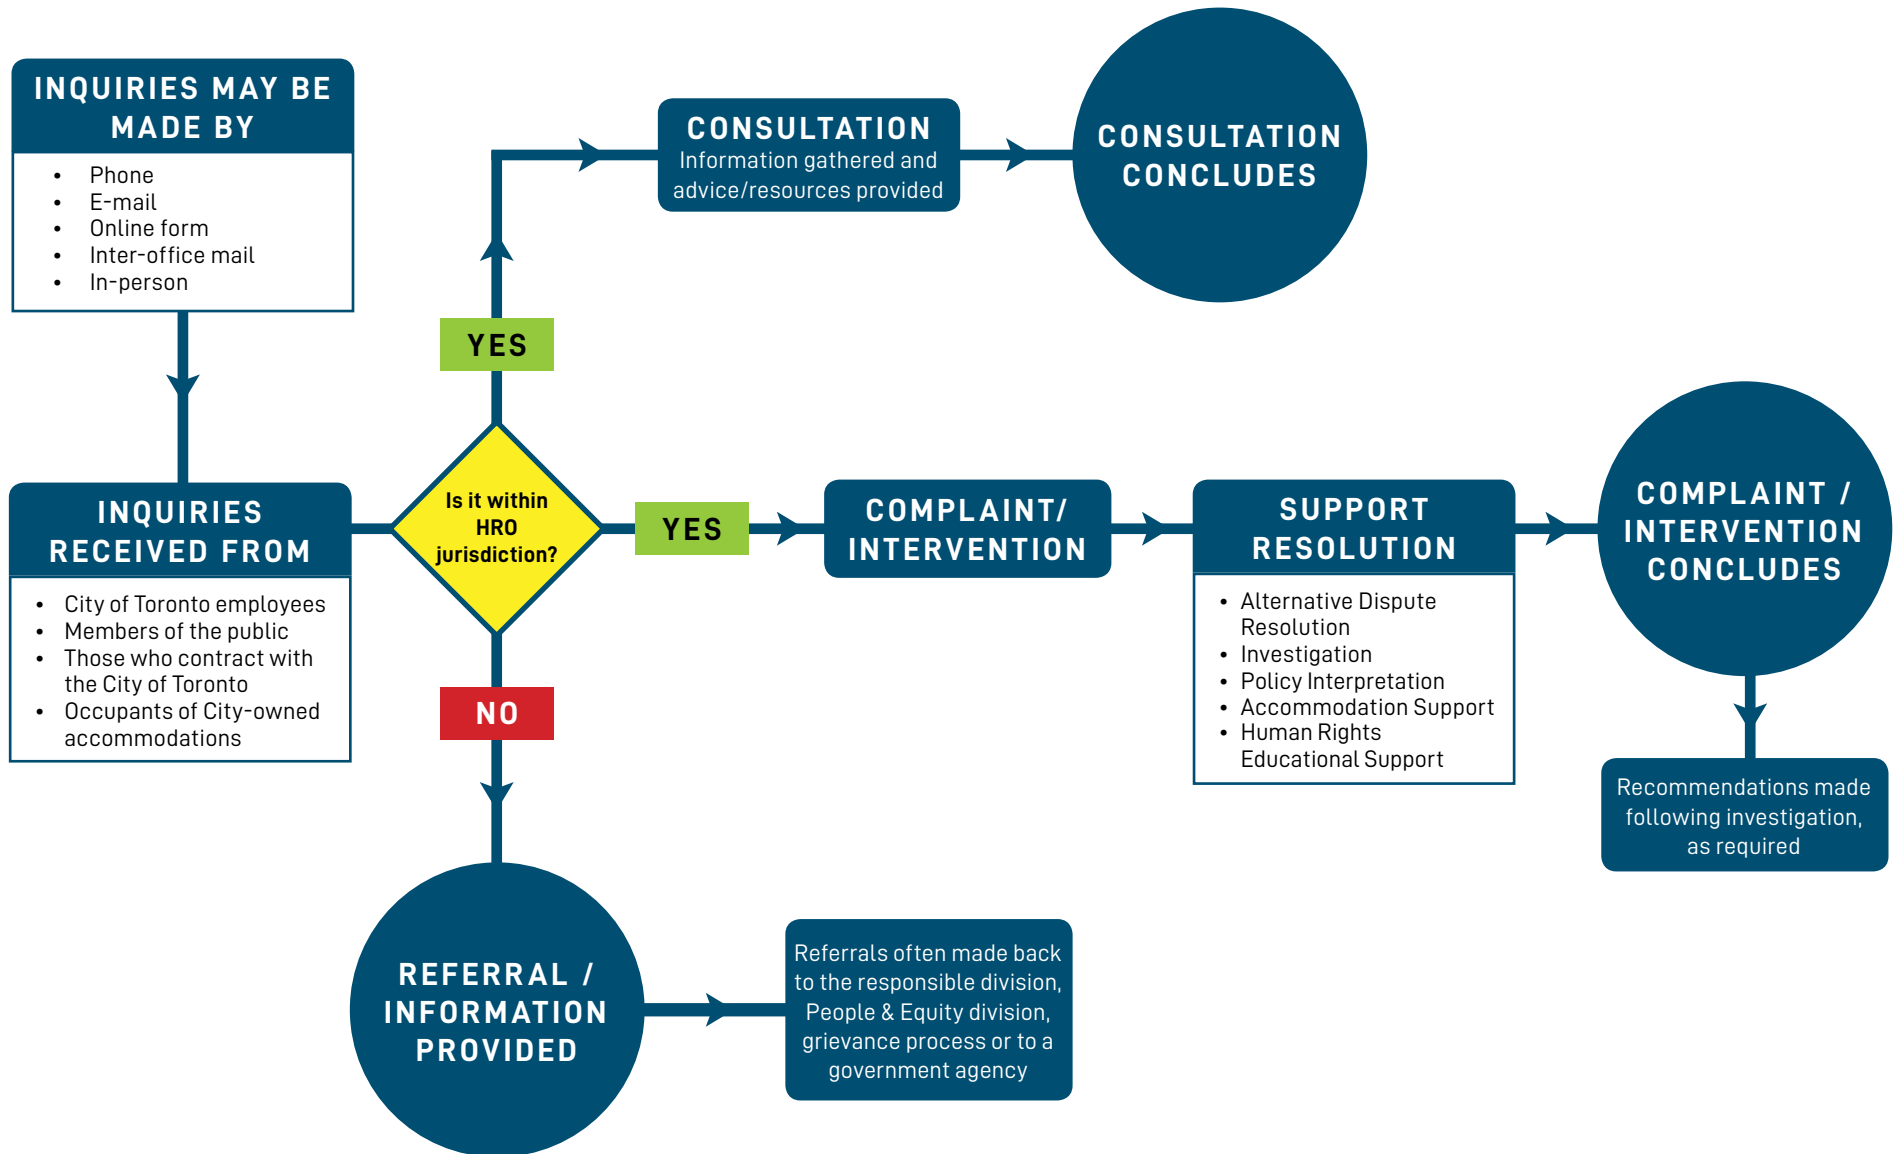 INQUIRIES MAY BE
MADE BY
• Phone
• E-mail
• Online form
• Inter-office mail
• In-person
INQUIRIES
RECEIVED FROM
• City of Toronto employees
• Members of the public
• Those who contract with
the City of Toronto
• Occupants of City-owned
accommodations
Is it within
HRO
jurisdiction?
YES
CONSULTATION
Information gathered and
advice/resources provided
CONSULTATION
CONCLUDES
YES
COMPLAINT/
INTERVENTION
SUPPORT
RESOLUTION
• Alternative Dispute
Resolution
• Investigation
• Policy Interpretation
• Accommodation Support
• Human Rights
Educational Support
COMPLAINT /
INTERVENTION
CONCLUDES
Recommendations made
following investigation,
as required
NO
REFERRAL /
INFORMATION
PROVIDED
Referrals often made back
to the responsible division,
People & Equity division,
grievance process or to a
government agency